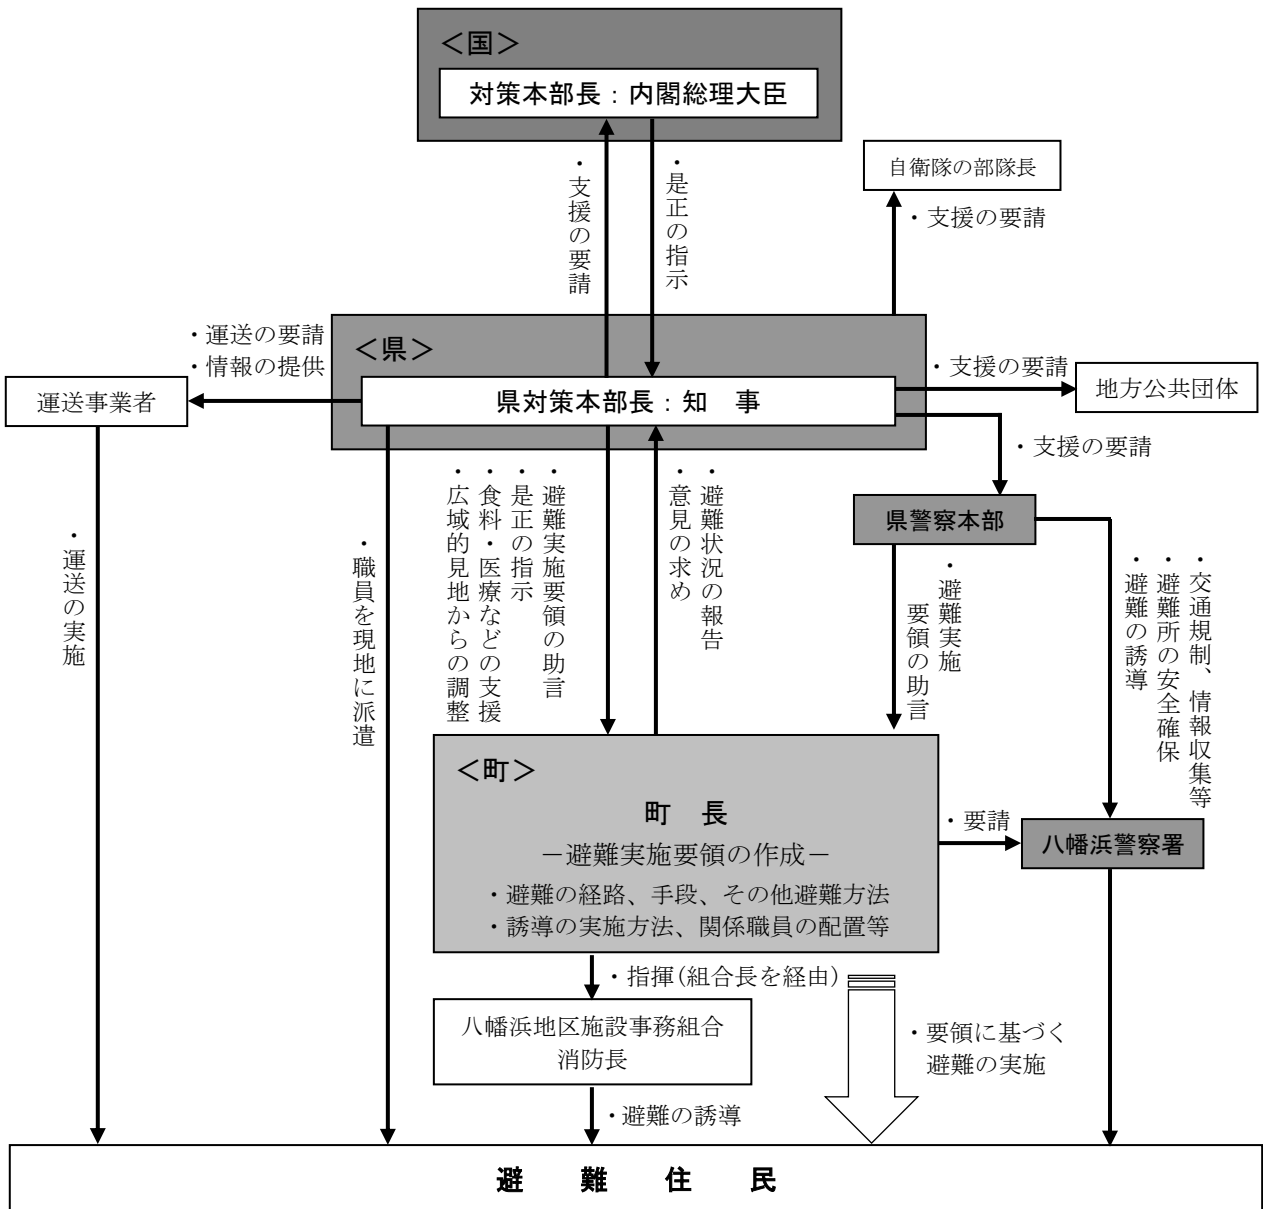 ＜国＞
対策本部長：内閣総理大臣
自衛隊の部隊長
・支援の要請
・是正の指示
・支援の要請
・運送の要請
・情報の提供
＜県＞
県対策本部長：知　事
運送事業者
・支援の要請
地方公共団体
・支援の要請
県警察本部
・運送の実施
・職員を現地に派遣
・避難実施要領の助言
・是正の指示
・食料・医療などの支援
・広域的見地からの調整
・避難状況の報告
・意見の求め
・避難実施
要領の助言
・交通規制、情報収集等
・避難所の安全確保
・避難の誘導
＜町＞
町　長
－避難実施要領の作成－
・避難の経路、手段、その他避難方法
・誘導の実施方法、関係職員の配置等
・要請
八幡浜警察署
・指揮(組合長を経由)
八幡浜地区施設事務組合
消防長
・要領に基づく
避難の実施
・避難の誘導
避　難　住　民